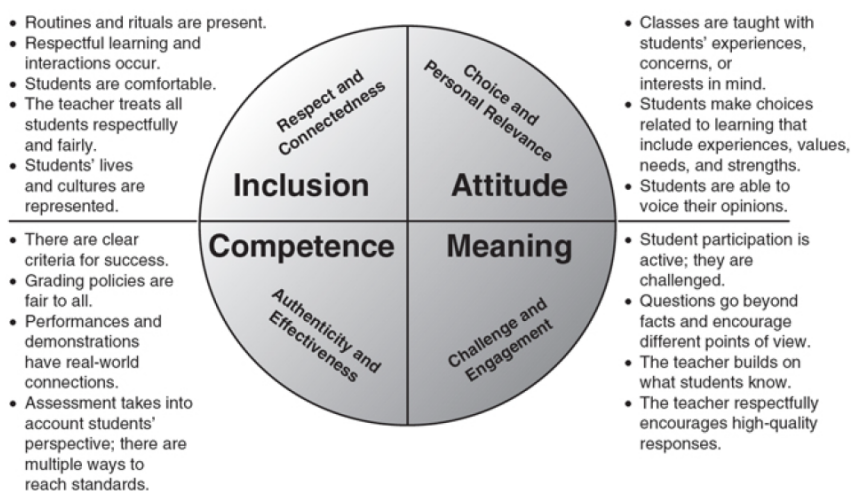 • Routines and rituals are present.
• Respectful learning and
interactions occur.
• Students are comfortable.
• The teacher treats all
students respectfully
and fairly.
• Students' lives
and cultures are
represented.
Respect and
Connectedness
Inclusion
Choice and
Personal Relevance
Attitude
• Classes are taught with
students' experiences,
concerns, or
interests in mind.
• Students make choices
related to learning that
include experiences, values,
needs, and strengths.
• Students are able to
voice their opinions.
• There are clear
criteria for success.
• Grading policies are
fair to all.
• Performances and
demonstrations
have real-world
connections.
• Assessment takes into
account students'
perspective; there are
multiple ways to
reach standards.
Competence
Authenticity and
Effectiveness
Meaning
Challenge and
Engagement
• Student participation is
active; they are
challenged.
• Questions go beyond
facts and encourage
different points of view.
• The teacher builds on
what students know.
• The teacher respectfully
encourages high-quality
responses.